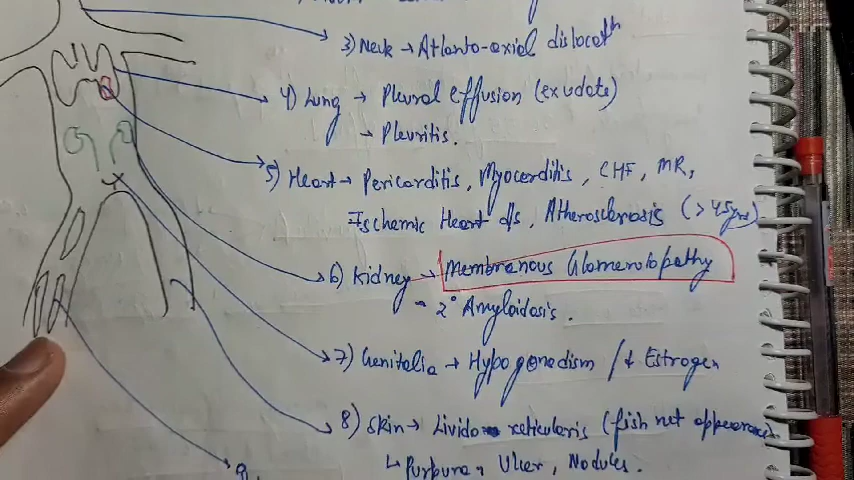 3) Neck → Atlanto-axial dislocatn
4) Lung → Pleural effusion (exudate)
→ Pleuritis.
5) Heart → Pericarditis, Myocarditis, CHF, MR,
Ischemic Heart d/s, Atherosclerosis (>45yrs)
6) Kidney → Membranous Glomerulopathy
- 2° Amyloidosis.
7) Genitalia → Hypogonadism / ↓ Estrogen
8) Skin → Livido reticularis (fish net appearance)
↳ Purpura, Ulcer, Nodules.